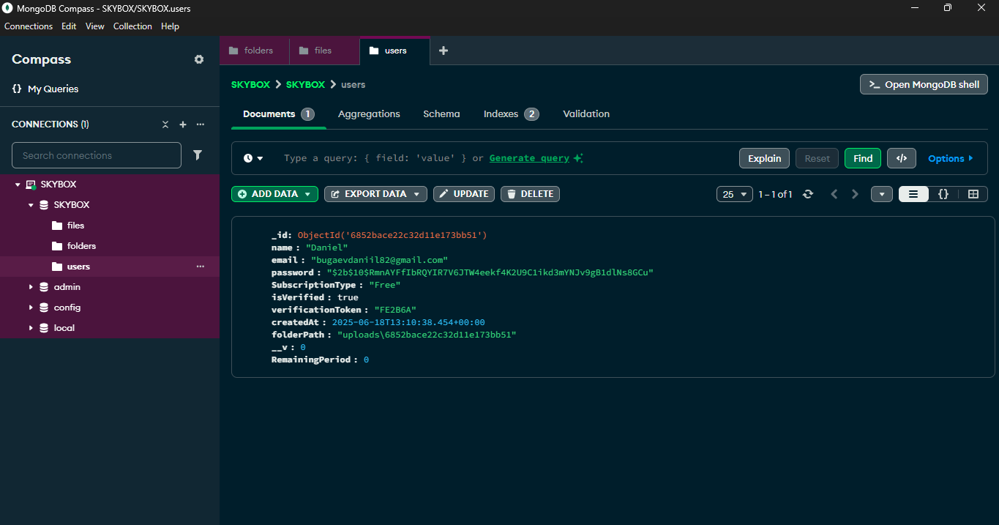 MongoDB Compass - SKYBOX/SKYBOX.users
Connections Edit View Collection Help
Compass
My Queries
CONNECTIONS (1)
Search connections
SKYBOX
SKYBOX
files
folders
users
admin
config
local
folders files users
SKYBOX > SKYBOX > users
>_ Open MongoDB shell
Documents 1 Aggregations Schema Indexes 2 Validation
Type a query: { field: 'value' } or Generate query
Explain Reset Find </> Options
ADD DATA EXPORT DATA UPDATE DELETE
25 1 – 1 of 1 {}
_id: ObjectId('6852bace22c32d11e173bb51')
name : "Daniel"
email : "bugaevdaniil82@gmail.com"
password : "$2b$10$RmnAYFfIbRQYIR7V6JTW4eekf4K2U9C1ikd3mYNJv9gB1dlNs8GCu"
SubscriptionType : "Free"
isVerified : true
verificationToken : "FE2B6A"
createdAt : 2025-06-18T13:10:38.454+00:00
folderPath : "uploads\6852bace22c32d11e173bb51"
__v : 0
RemainingPeriod : 0